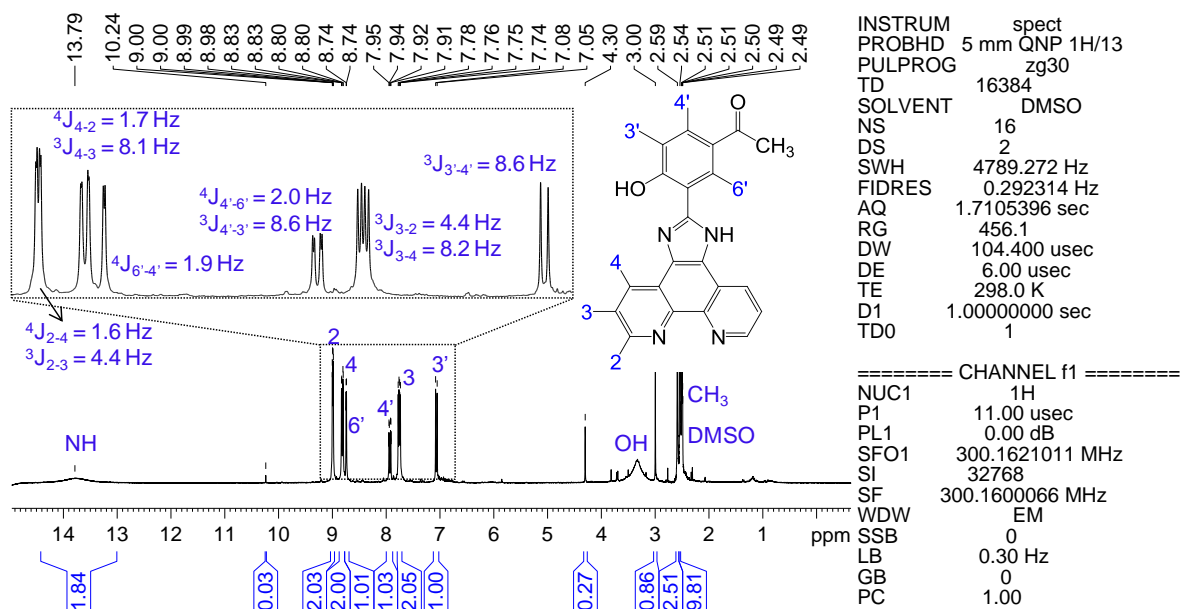 13.79
10.24
9.00
9.00
8.99
8.98
8.83
8.83
8.80
8.80
8.74
8.74
7.95
7.94
7.92
7.91
7.78
7.76
7.75
7.74
7.08
7.05
4.30
3.00
2.59
2.54
2.51
2.51
2.50
2.49
2.49
⁴J₄₋₂ = 1.7 Hz
³J₄₋₃ = 8.1 Hz
⁴J₆'₋₄' = 1.9 Hz
⁴J₄'₋₆' = 2.0 Hz
³J₄'₋₃' = 8.6 Hz
³J₃₋₂ = 4.4 Hz
³J₃₋₄ = 8.2 Hz
³J₃'₋₄' = 8.6 Hz
⁴J₂₋₄ = 1.6 Hz
³J₂₋₃ = 4.4 Hz
4'
O
3'
CH₃
HO
6'
N
NH
4
3
N
N
2
2
4
6'
4'
3
3'
NH
OH
CH₃
DMSO
14 13 12 11 10 9 8 7 6 5 4 3 2 1 ppm
1.84
0.03
2.03
2.00
1.01
1.03
2.05
1.00
0.27
0.86
2.51
9.81
INSTRUM spect
PROBHD 5 mm QNP 1H/13
PULPROG zg30
TD 16384
SOLVENT DMSO
NS 16
DS 2
SWH 4789.272 Hz
FIDRES 0.292314 Hz
AQ 1.7105396 sec
RG 456.1
DW 104.400 usec
DE 6.00 usec
TE 298.0 K
D1 1.00000000 sec
TD0 1
======== CHANNEL f1 ========
NUC1 1H
P1 11.00 usec
PL1 0.00 dB
SFO1 300.1621011 MHz
SI 32768
SF 300.1600066 MHz
WDW EM
SSB 0
LB 0.30 Hz
GB 0
PC 1.00